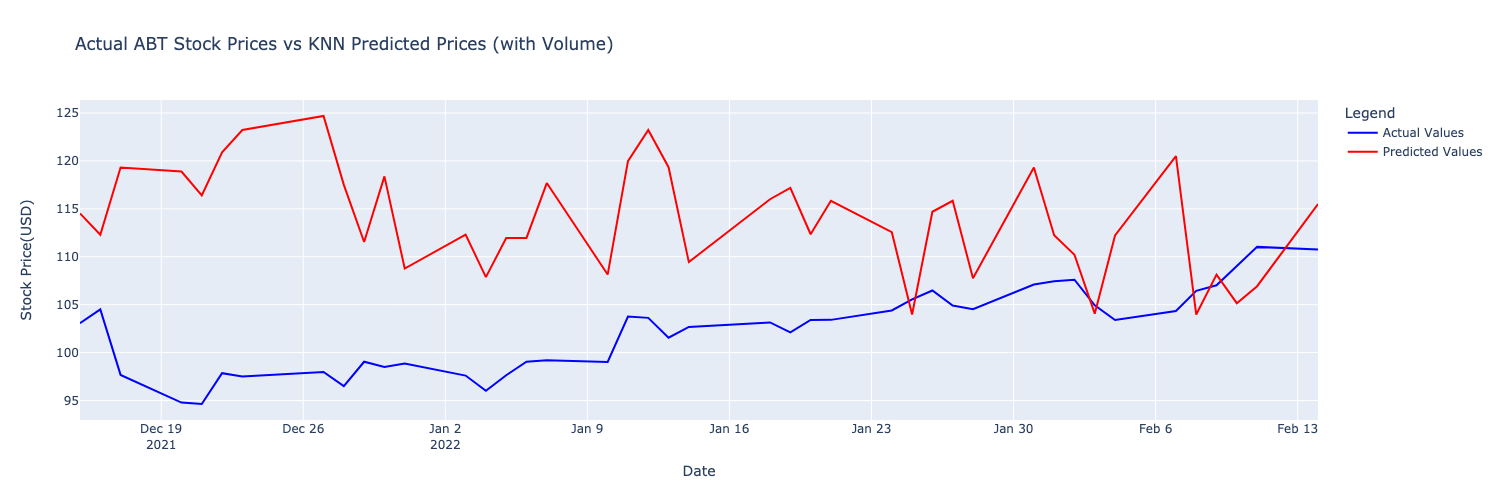 Actual ABT Stock Prices vs KNN Predicted Prices (with Volume)
Legend
Actual Values
Predicted Values
Stock Price(USD)
125
120
115
110
105
100
95
Dec 19
2021
Dec 26
Jan 2
2022
Jan 9
Jan 16
Jan 23
Jan 30
Feb 6
Feb 13
Date